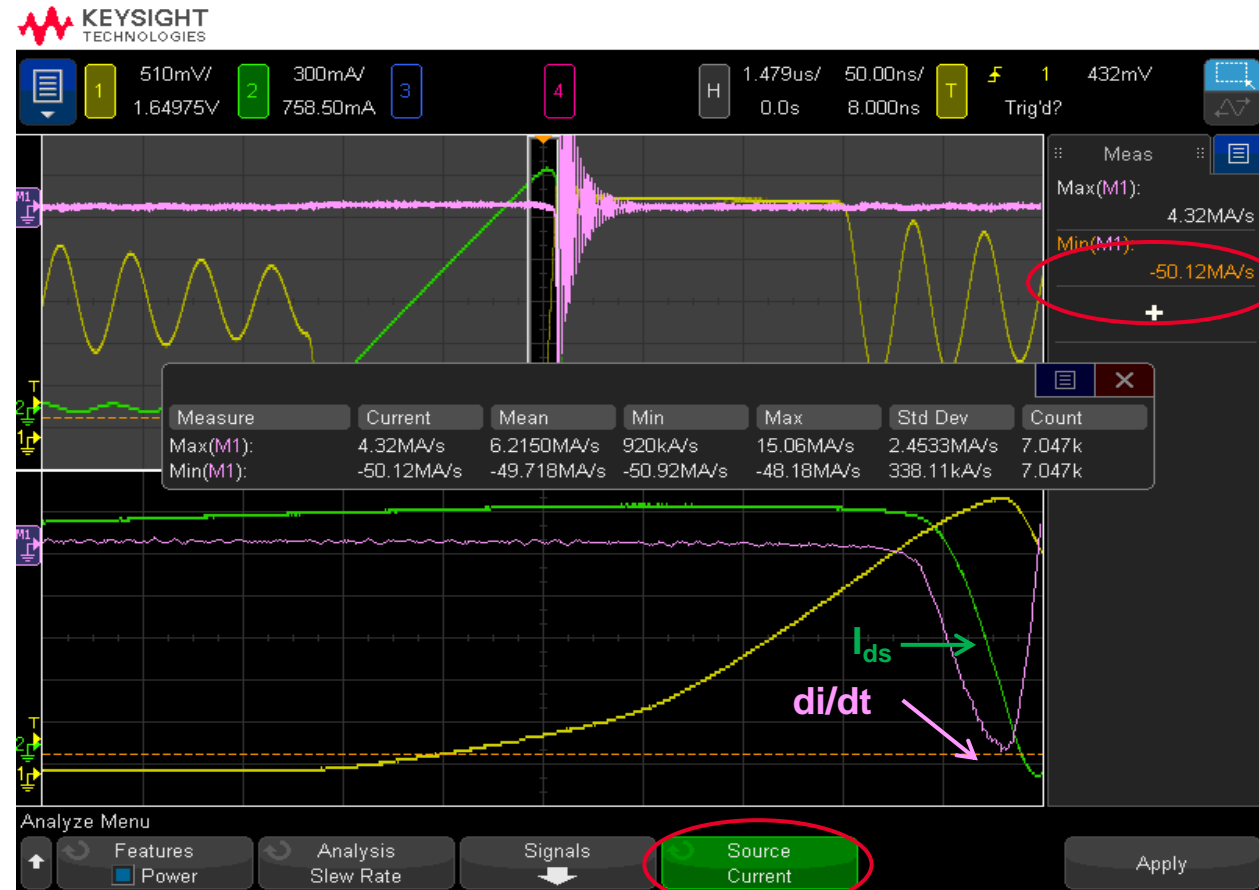 KEYSIGHT
TECHNOLOGIES
1 510mV/ 2 300mA/ 3 4 H 1.479us/ 50.00ns/ T 1 432mV
1.64975V 758.50mA 0.0s 8.000ns Trig'd?
Meas
M1
Max(M1):
4.32MA/s
Min(M1):
-50.12MA/s
+
T
2
1
Measure Current Mean Min Max Std Dev Count
Max(M1): 4.32MA/s 6.2150MA/s 920kA/s 15.06MA/s 2.4533MA/s 7.047k
Min(M1): -50.12MA/s -49.718MA/s -50.92MA/s -48.18MA/s 338.11kA/s 7.047k
M1
Ids
di/dt
T
2
1
Analyze Menu
Features Analysis Signals Source Apply
Power Slew Rate Current